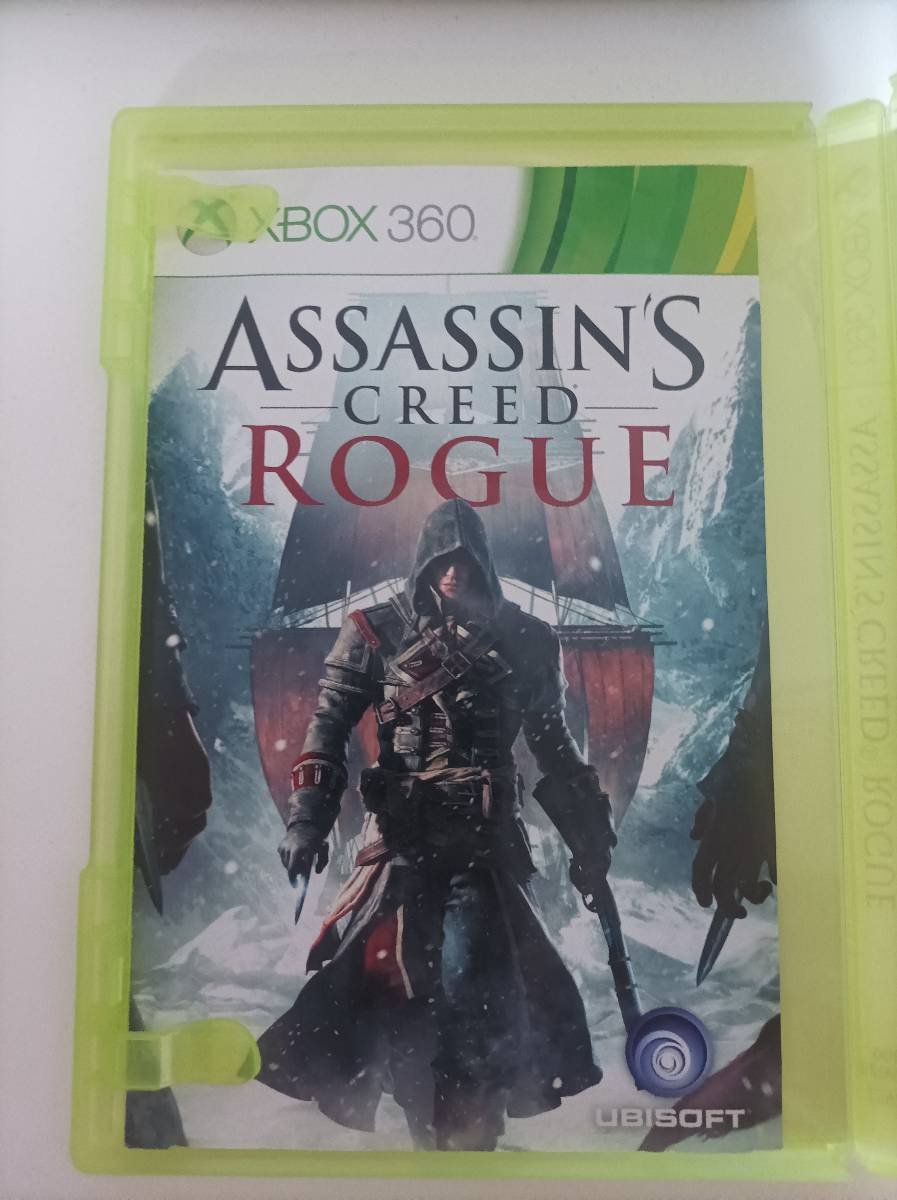 XBOX 360
ASSASSIN'S
CREED
ROGUE
UBISOFT
XBOX 360 ASSASSIN'S CREED® ROGUE